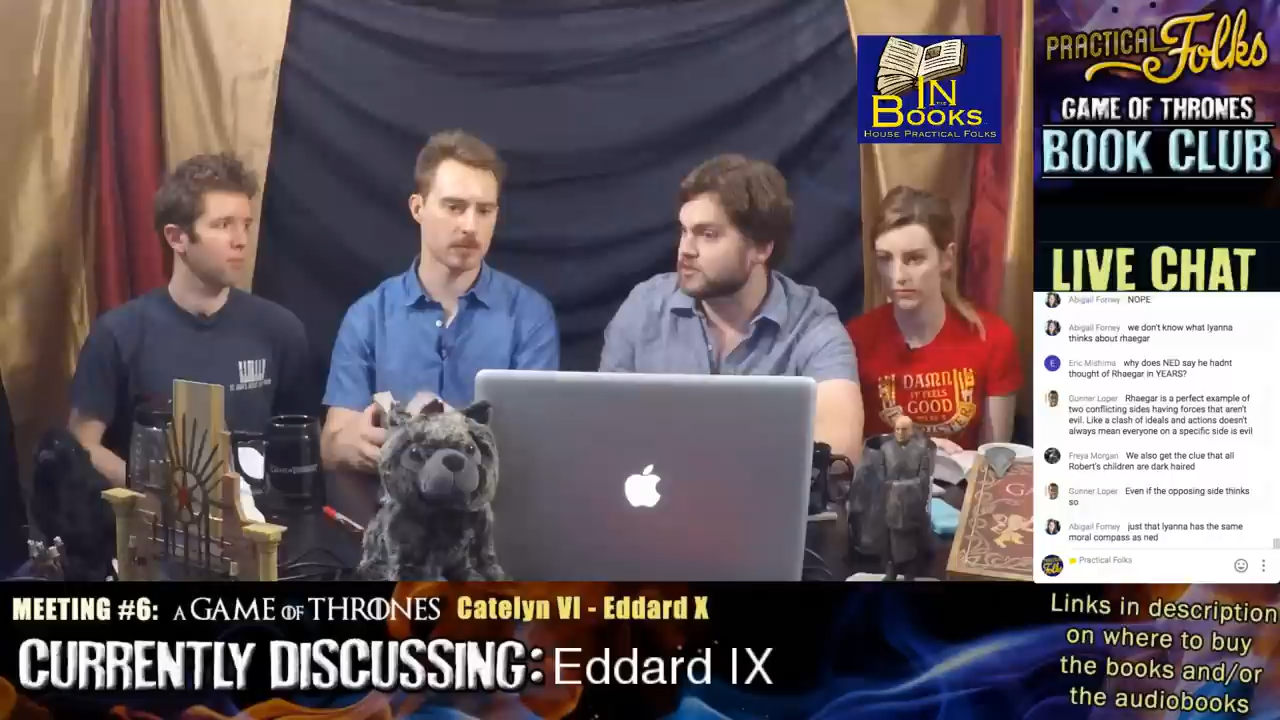 IN
THE
BOOKS
HOUSE PRACTICAL FOLKS
PRACTICAL Folks
GAME OF THRONES
BOOK CLUB
LIVE CHAT
Abigail Forney NOPE
Abigail Forney we don't know what lyanna
thinks about rhaegar
E
Eric Mishima why does NED say he hadnt
thought of Rhaegar in YEARS?
Gunner Loper Rhaegar is a perfect example of
two conflicting sides having forces that aren't
evil. Like a clash of ideals and actions doesn't
always mean everyone on a specific side is evil
Freya Morgan We also get the clue that all
Robert's children are dark haired
Gunner Loper Even if the opposing side thinks
so
Abigail Forney just that lyanna has the same
moral compass as ned
Practical Folks
DAMN
IT FEELS
GOOD
MEETING #6: A GAME OF THRONES Catelyn VI - Eddard X
CURRENTLY DISCUSSING: Eddard IX
Links in description
on where to buy
the books and/or
the audiobooks